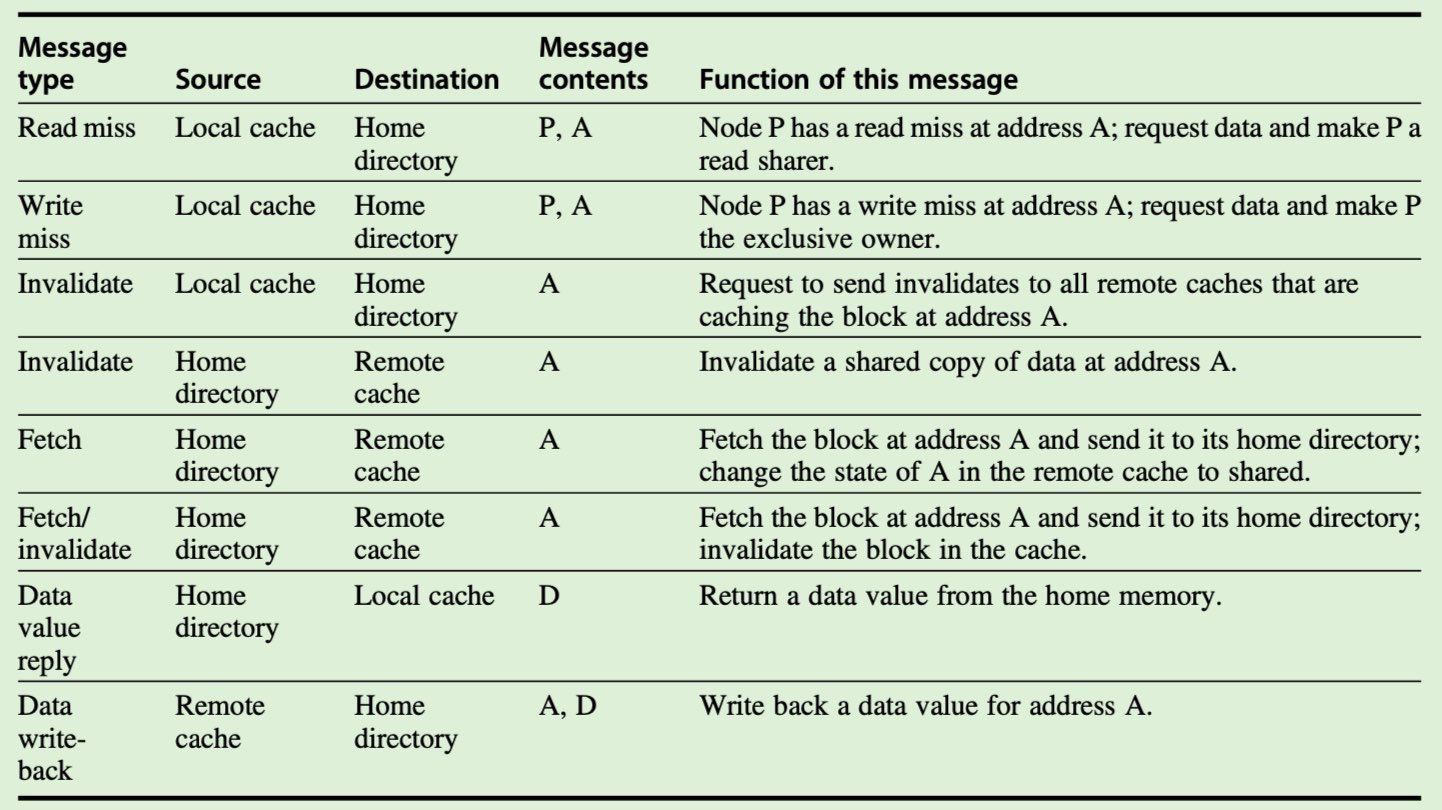 Message type Source Destination Message contents Function of this message
Read miss Local cache Home directory P, A Node P has a read miss at address A; request data and make P a read sharer.
Write miss Local cache Home directory P, A Node P has a write miss at address A; request data and make P the exclusive owner.
Invalidate Local cache Home directory A Request to send invalidates to all remote caches that are caching the block at address A.
Invalidate Home directory Remote cache A Invalidate a shared copy of data at address A.
Fetch Home directory Remote cache A Fetch the block at address A and send it to its home directory; change the state of A in the remote cache to shared.
Fetch/invalidate Home directory Remote cache A Fetch the block at address A and send it to its home directory; invalidate the block in the cache.
Data value reply Home directory Local cache D Return a data value from the home memory.
Data write-back Remote cache Home directory A, D Write back a data value for address A.